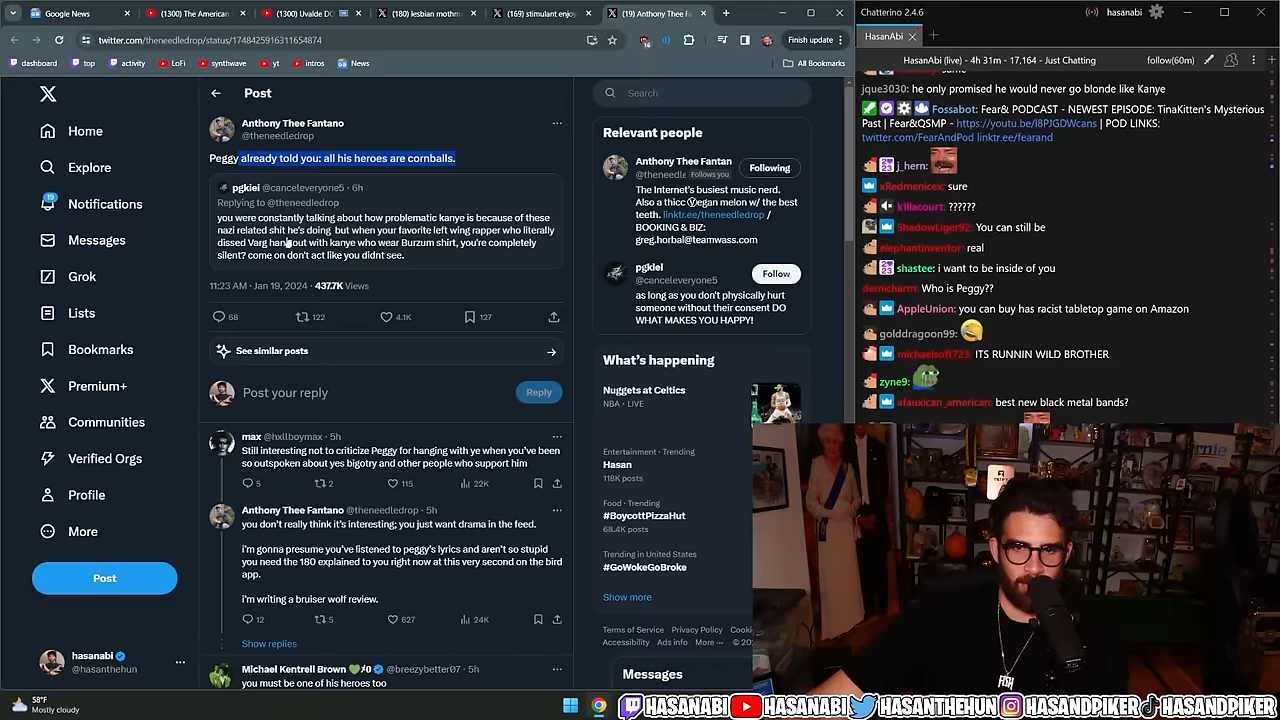 Google News
(1300) The American
(1300) Uvalde DO
(180) lesbian mothm
(169) stimulant enjoy
(19) Anthony Thee F
twitter.com/theneedledrop/status/1748425916311654874
Finish update
dashboard
top
activity
LoFi
synthwave
yt
intros
News
All Bookmarks
Home
Explore
19
Notifications
Messages
Grok
Lists
Bookmarks
Premium+
Communities
Verified Orgs
Profile
More
Post
hasanabi
@hasanthehun
Post
Anthony Thee Fantano
@theneedledrop
Peggy already told you: all his heroes are cornballs.
pgkiel @canceleveryone5 · 6h
Replying to @theneedledrop
you were constantly talking about how problematic kanye is because of these
nazi related shit he's doing but when your favorite left wing rapper who literally
dissed Varg
out with kanye who wear Burzum shirt, you're completely
silent? come on don't act like you didnt see.
11:23 AM · Jan 19, 2024 · 437.7K Views
68
122
4.1K
127
See similar posts
Post your reply
Reply
max @hxllboymax · 5h
Still interesting not to criticize Peggy for hanging with ye when you've been
so outspoken about yes bigotry and other people who support him
5
2
115
22K
Anthony Thee Fantano @theneedledrop · 5h
you don't really think it's interesting; you just want drama in the feed.
i'm gonna presume you've listened to peggy's lyrics and aren't so stupid
you need the 180 explained to you right now at this very second on the bird
app.
i'm writing a bruiser wolf review.
12
5
627
24K
Show replies
Michael Kentrell Brown @breezybetter07 · 5h
you must be one of his heroes too
Search
Relevant people
Anthony Thee Fantan
@theneedle Follows you
Following
The Internet's busiest music nerd.
Also a thicc Ⓥegan melon w/ the best
teeth. linktr.ee/theneedledrop /
BOOKING & BIZ:
greg.horbal@teamwass.com
pgkiel
@canceleveryone5
Follow
as long as you don't physically hurt
someone without their consent DO
WHAT MAKES YOU HAPPY!
What's happening
Nuggets at Celtics
NBA · LIVE
Entertainment · Trending
Hasan
118K posts
Food · Trending
#BoycottPizzaHut
68.4K posts
Trending in United States
#GoWokeGoBroke
Show more
Terms of Service Privacy Policy Cooki
Accessibility Ads info More ··· © 20
Messages
Chatterino 2.4.6
hasanabi
HasanAbi
HasanAbi (live) - 4h 31m - 17,164 - Just Chatting
follow(60m)
jque3030: he only promised he would never go blonde like Kanye
Fossabot: Fear& PODCAST - NEWEST EPISODE: TinaKitten's Mysterious
Past | Fear&QSMP - https://youtu.be/l8PJGDWcans | POD LINKS:
twitter.com/FearAndPod linktr.ee/fearand
j_hern:
xRedmenicex: sure
k1llacourt: ??????
ShadowLiger92: You can still be
elephantinventor: real
shastee: i want to be inside of you
demicharm: Who is Peggy??
AppleUnion: you can buy has racist tabletop game on Amazon
golddragoon99:
michaelsoft723: ITS RUNNIN WILD BROTHER
zyne9:
afauxican_american: best new black metal bands?
58°F
Mostly cloudy
HASANABI
HASANABI
HASANTHEHUN
HASANDPIKER
HASANDPIKER